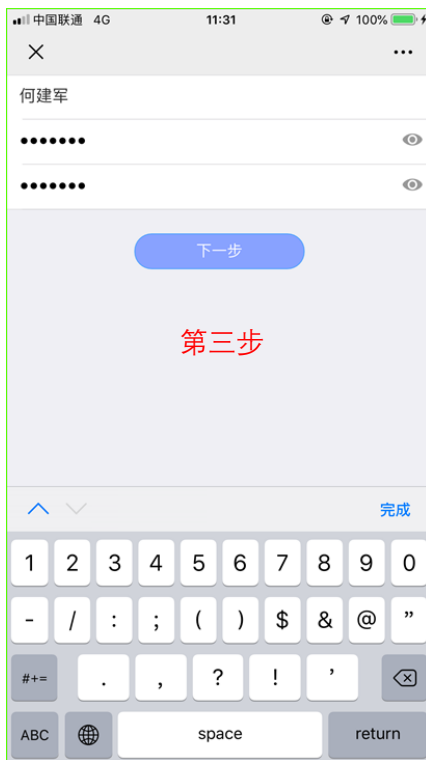 中国联通 4G 11:31 100%
何建军
•••••••
•••••••
下一步
第三步
完成
1 2 3 4 5 6 7 8 9 0
- / : ; ( ) $ & @ ”
#+= . , ? ! ’
ABC space return